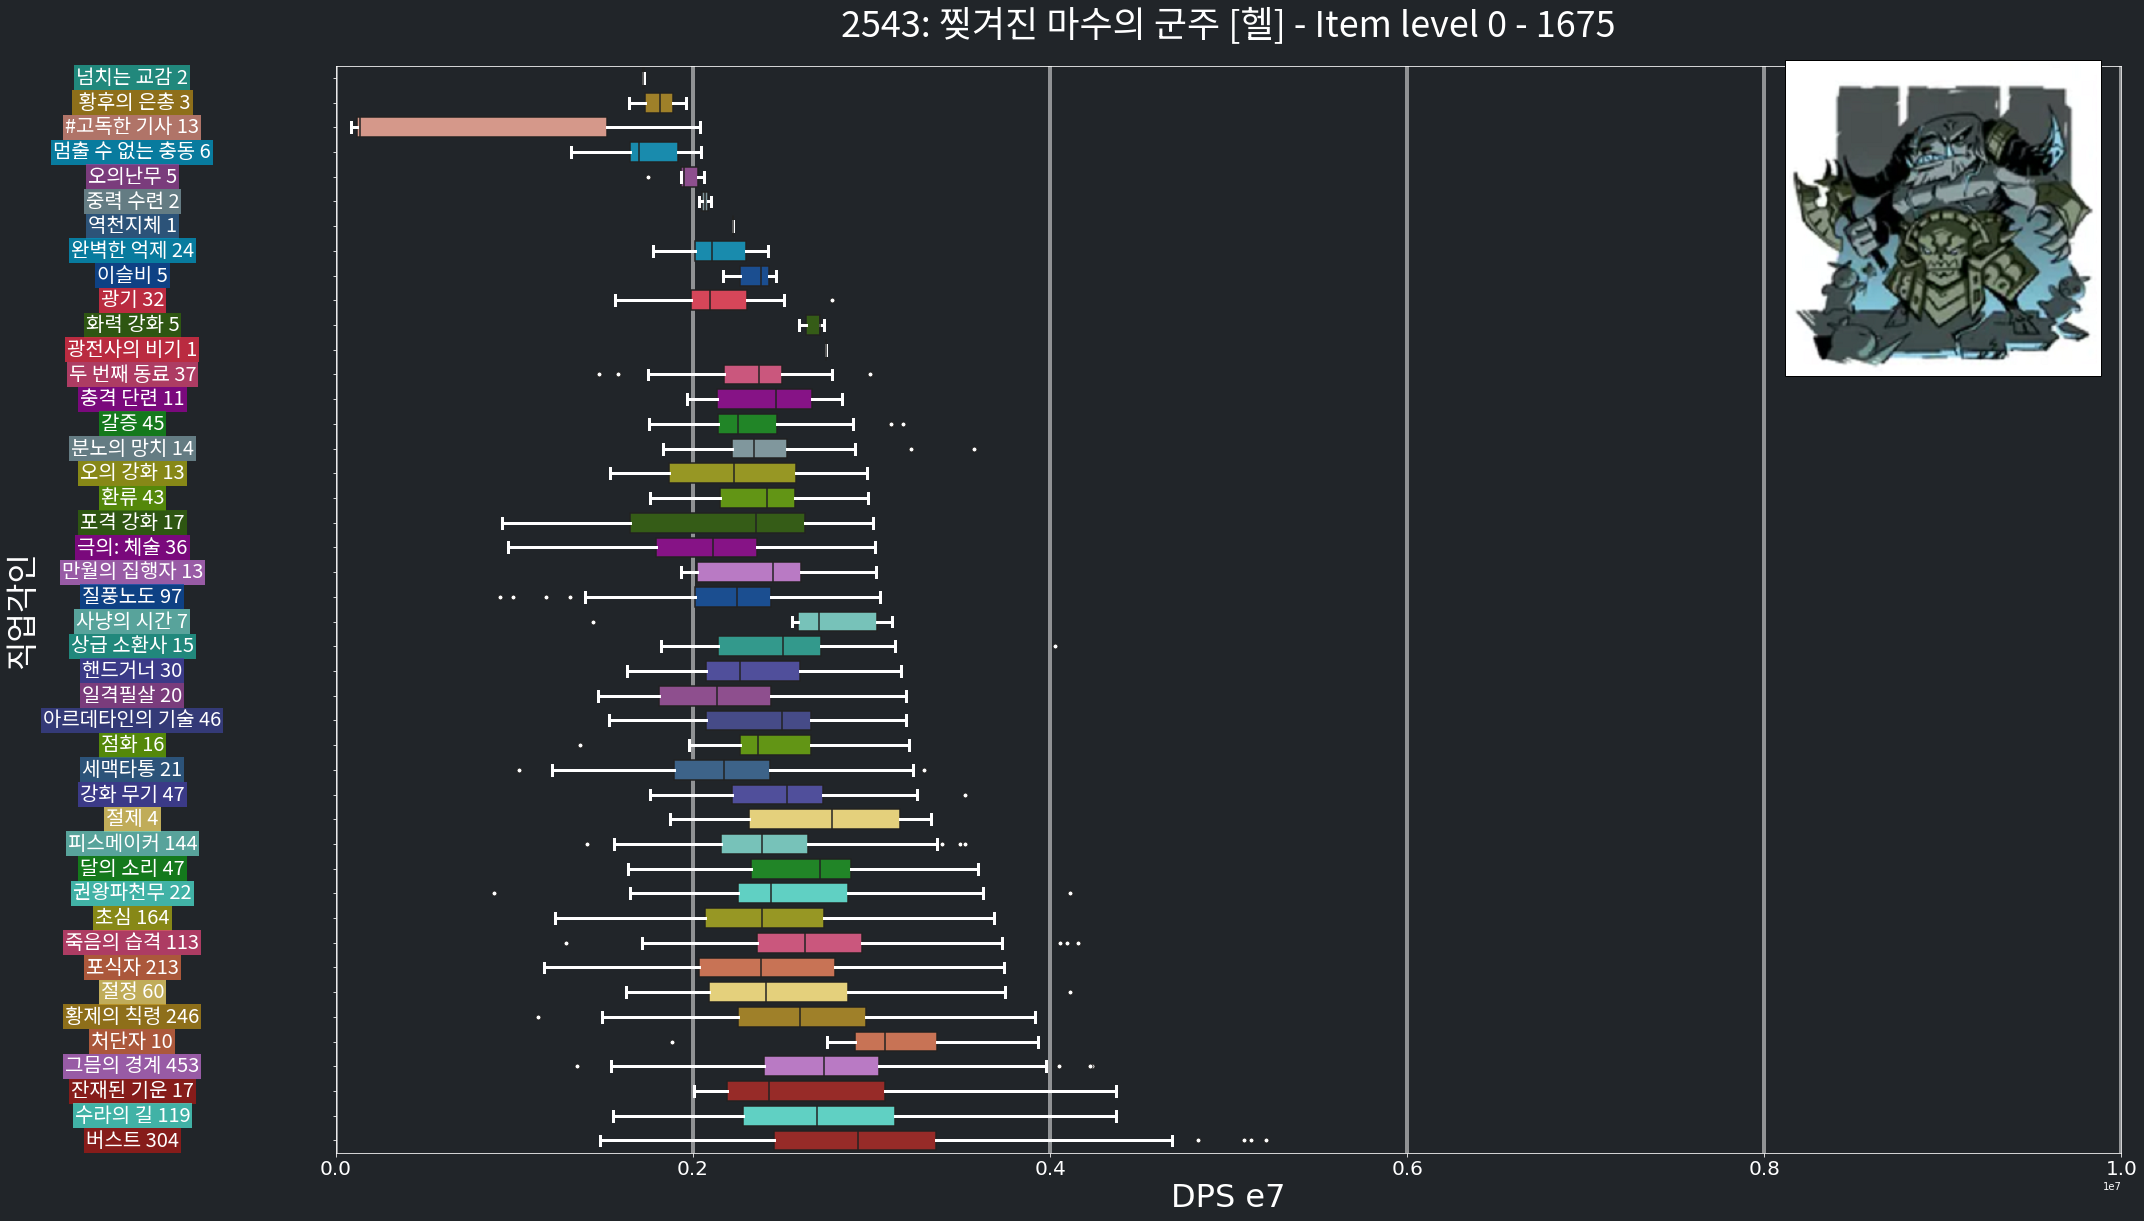 2543: 찢겨진 마수의 군주 [헬] - Item level 0 - 1675
넘치는 교감 2
황후의 은총 3
#고독한 기사 13
멈출 수 없는 충동 6
오의난무 5
중력 수련 2
역천지체 1
완벽한 억제 24
이슬비 5
광기 32
화력 강화 5
광전사의 비기 1
두 번째 동료 37
충격 단련 11
갈증 45
분노의 망치 14
오의 강화 13
환류 43
포격 강화 17
극의: 체술 36
만월의 집행자 13
질풍노도 97
사냥의 시간 7
상급 소환사 15
핸드거너 30
일격필살 20
아르데타인의 기술 46
점화 16
세맥타통 21
강화 무기 47
절제 4
피스메이커 144
달의 소리 47
권왕파천무 22
초심 164
죽음의 습격 113
포식자 213
절정 60
황제의 칙령 246
처단자 10
그믐의 경계 453
잔재된 기운 17
수라의 길 119
버스트 304
직업각인
0.0 0.2 0.4 0.6 0.8 1.0
1e7
DPS e7